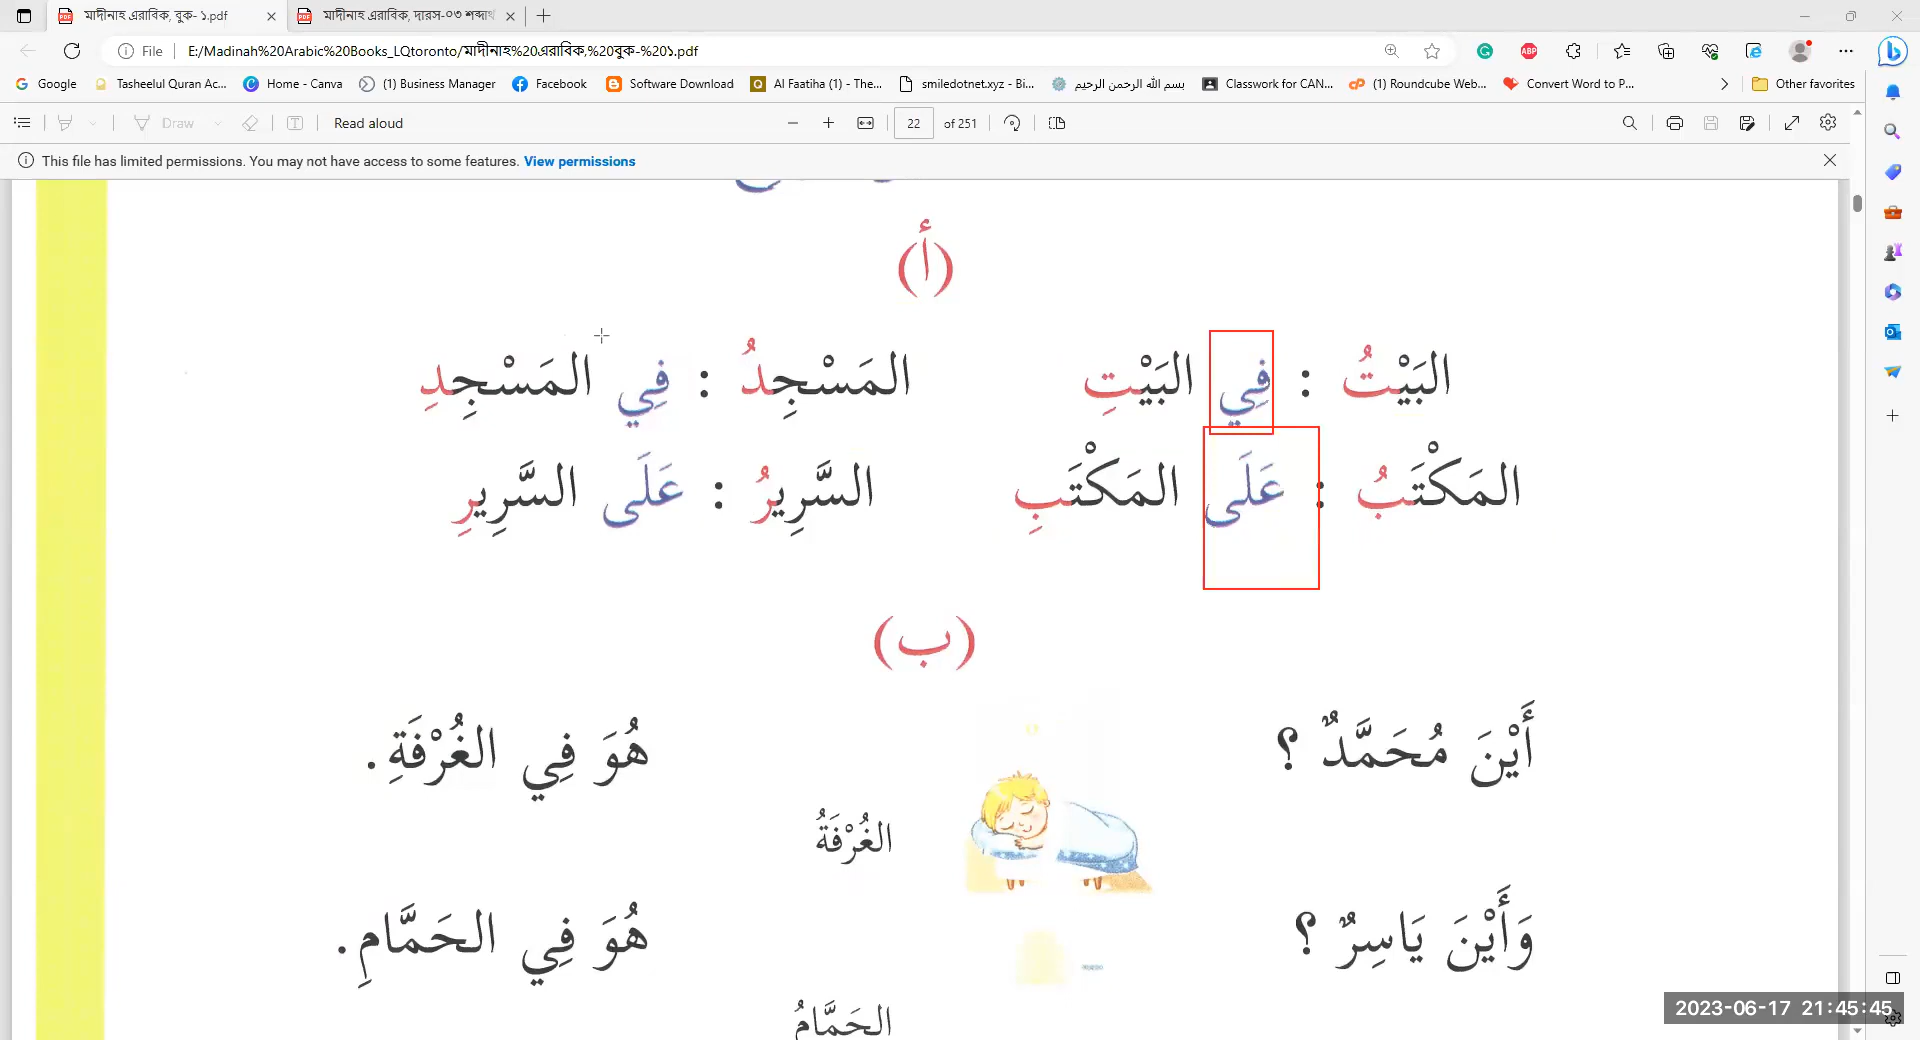 মাদীনাহ এরাবিক, বুক- ১.pdf
মাদীনাহ এরাবিক, দারস-০৩ শব্দার্থ
File E:/Madinah%20Arabic%20Books_LQtoronto/মাদীনাহ%20এরাবিক,%20বুক-%20১.pdf
Google Tasheelul Quran Ac... Home - Canva (1) Business Manager Facebook Software Download Al Faatiha (1) - The... smiledotnet.xyz - Bi... بسم الله الرحمن الرحيم Classwork for CAN... (1) Roundcube Web... Convert Word to P... Other favorites
Draw Read aloud 22 of 251
This file has limited permissions. You may not have access to some features. View permissions
(أ)
البَيْتُ : فِي البَيْتِ المَسْجِدُ : فِي المَسْجِدِ
المَكْتَبُ : عَلَى المَكْتَبِ السَّرِيرُ : عَلَى السَّرِيرِ
(ب)
أَيْنَ مُحَمَّدٌ ؟ هُوَ فِي الغُرْفَةِ .
الغُرْفَةُ
وَأَيْنَ يَاسِرٌ ؟ هُوَ فِي الحَمَّامِ .
الحَمَّامُ
2023-06-17 21:45:45